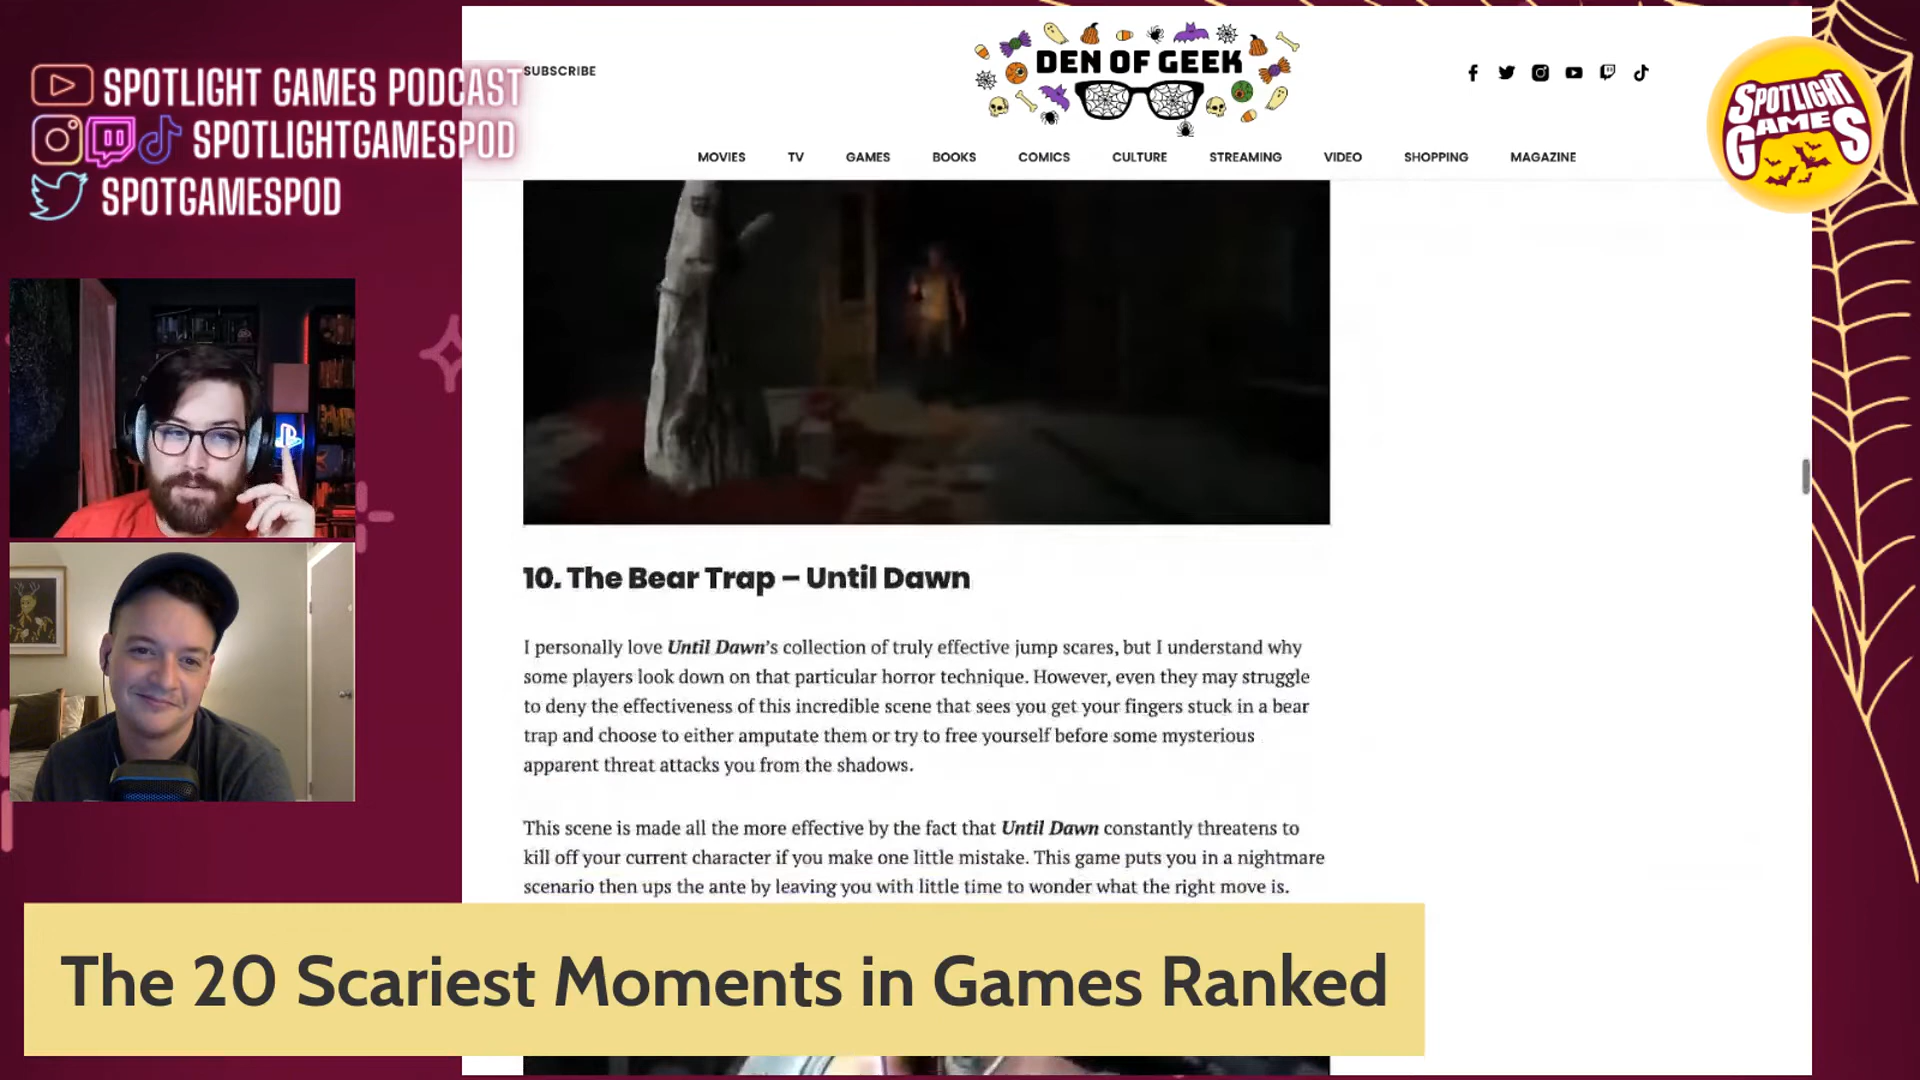 SPOTLIGHT GAMES PODCAST
SPOTLIGHTGAMESPOD
SPOTGAMESPOD
SUBSCRIBE
DEN OF GEEK
SPOTLIGHT
GAMES
MOVIES TV GAMES BOOKS COMICS CULTURE STREAMING VIDEO SHOPPING MAGAZINE
10. The Bear Trap – Until Dawn
I personally love Until Dawn's collection of truly effective jump scares, but I understand why
some players look down on that particular horror technique. However, even they may struggle
to deny the effectiveness of this incredible scene that sees you get your fingers stuck in a bear
trap and choose to either amputate them or try to free yourself before some mysterious
apparent threat attacks you from the shadows.
This scene is made all the more effective by the fact that Until Dawn constantly threatens to
kill off your current character if you make one little mistake. This game puts you in a nightmare
scenario then ups the ante by leaving you with little time to wonder what the right move is.
The 20 Scariest Moments in Games Ranked